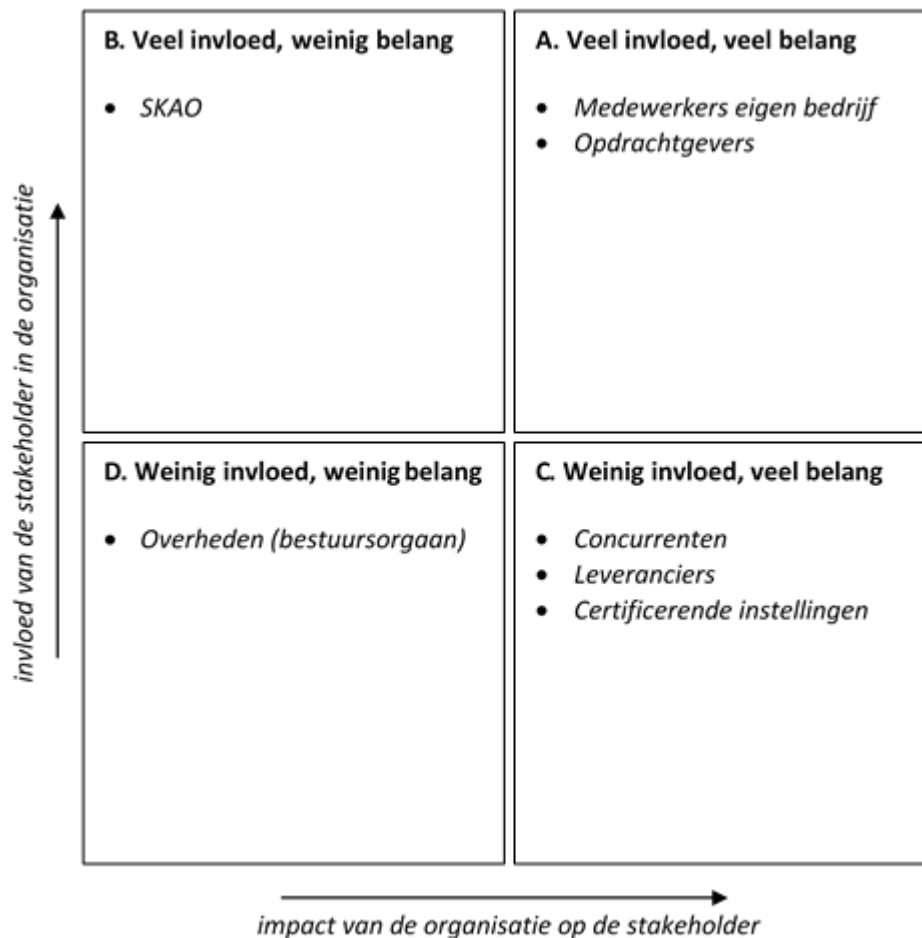 B. Veel invloed, weinig belang
• SKAO
A. Veel invloed, veel belang
• Medewerkers eigen bedrijf
• Opdrachtgevers
invloed van de stakeholder in de organisatie
D. Weinig invloed, weinig belang
• Overheden (bestuursorgaan)
C. Weinig invloed, veel belang
• Concurrenten
• Leveranciers
• Certificerende instellingen
impact van de organisatie op de stakeholder